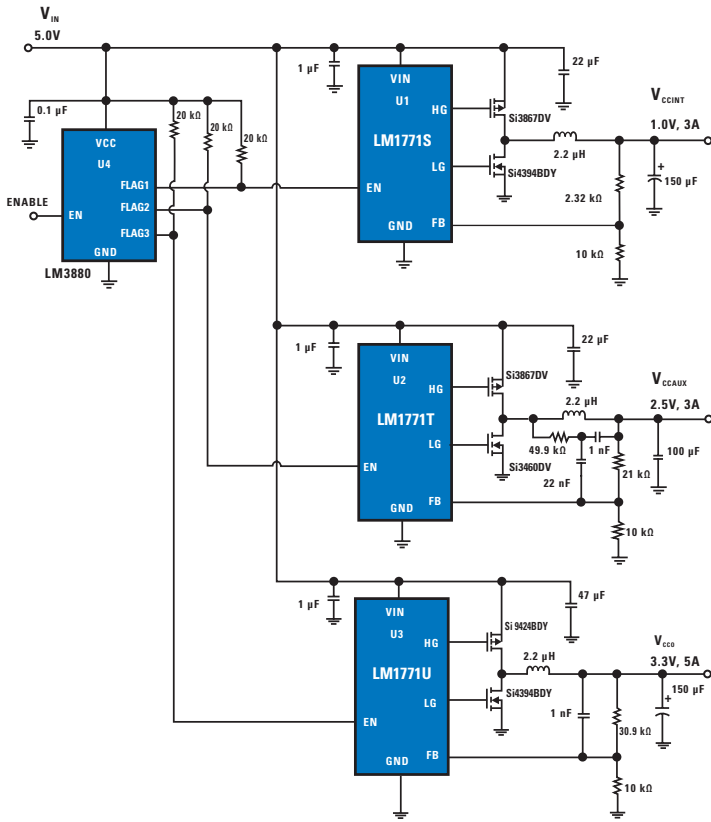 V IN
5.0V
0.1 µF
20 kΩ
20 kΩ
20 kΩ
VCC
U4
FLAG1
FLAG2
FLAG3
ENABLE
EN
GND
LM3880
1 µF
VIN
U1
HG
LM1771S
LG
EN
GND
FB
22 µF
Si3867DV
Si4394BDY
2.2 µH
V CCINT
1.0V, 3A
150 µF
+
2.32 kΩ
10 kΩ
1 µF
VIN
U2
HG
LM1771T
LG
EN
FB
GND
22 µF
Si3867DV
Si3460DV
2.2 µH
49.9 kΩ
1 nF
22 nF
V CCAUX
2.5V, 3A
100 µF
21 kΩ
10 kΩ
1 µF
VIN
U3
HG
LM1771U
LG
EN
FB
GND
47 µF
Si 9424BDY
Si4394BDY
2.2 µH
1 nF
V CC0
3.3V, 5A
+
150 µF
30.9 kΩ
10 kΩ